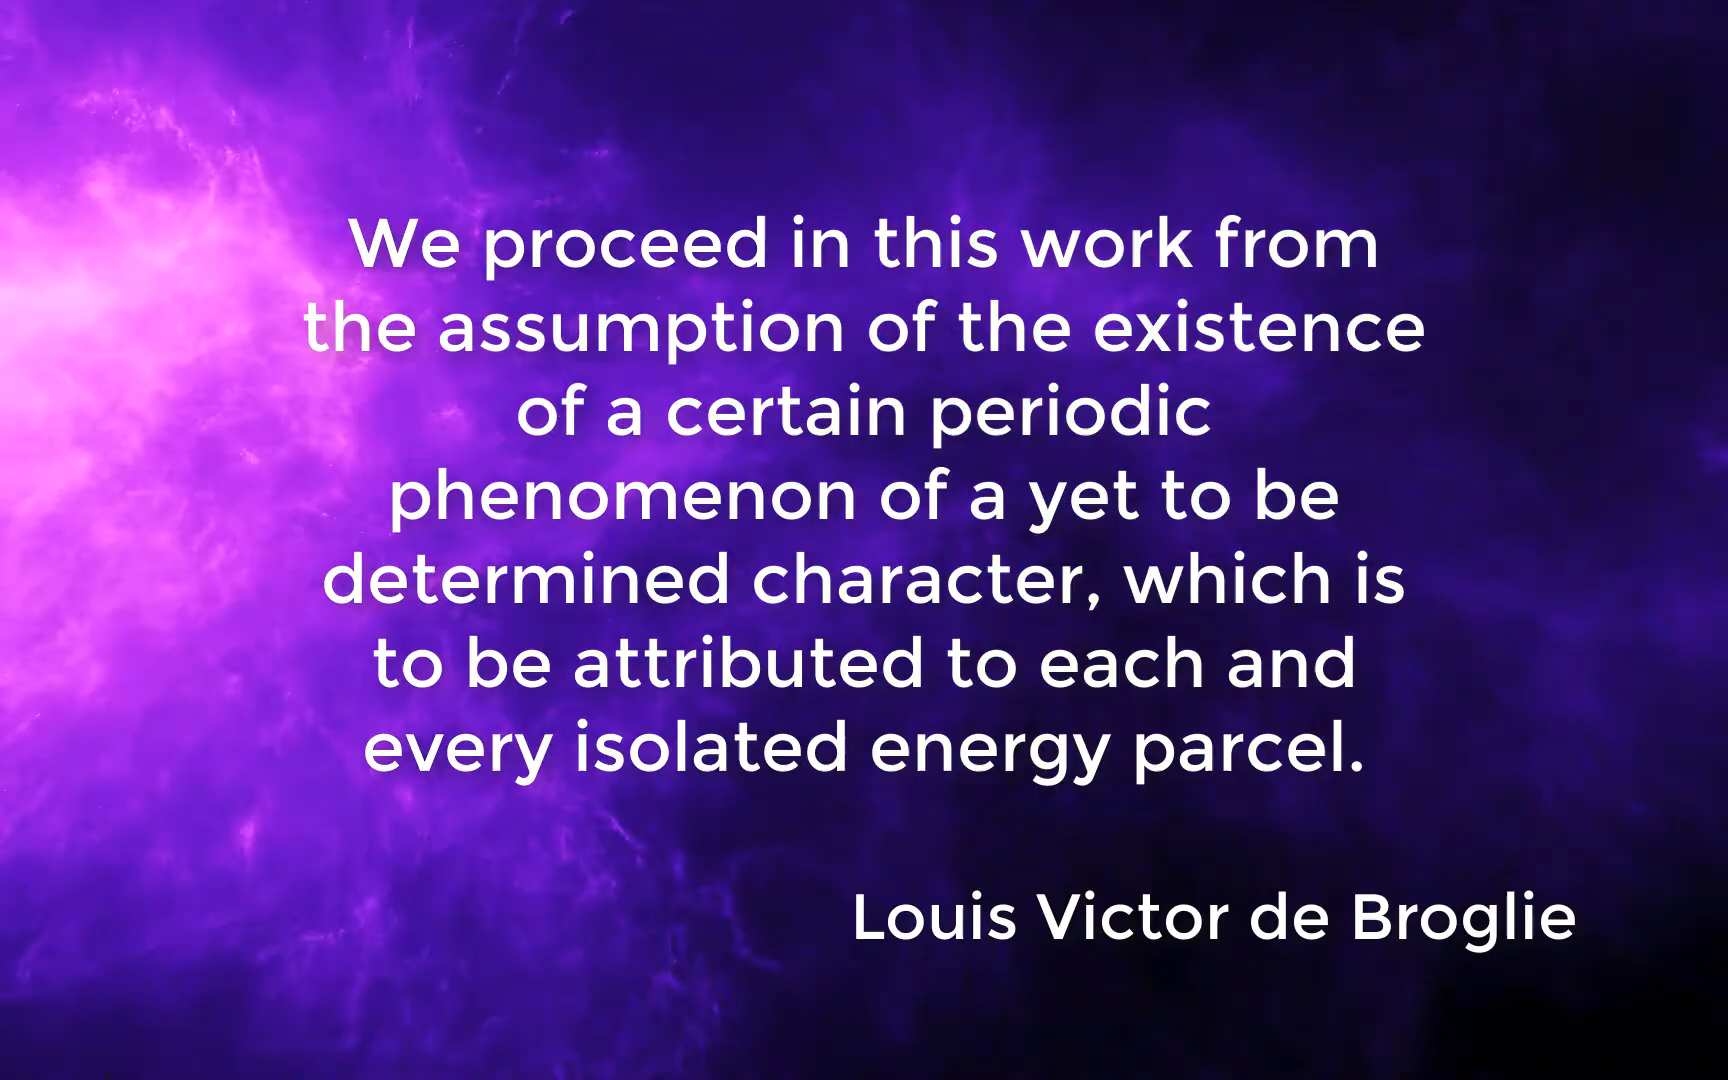 We proceed in this work from
the assumption of the existence
of a certain periodic
phenomenon of a yet to be
determined character, which is
to be attributed to each and
every isolated energy parcel.
Louis Victor de Broglie